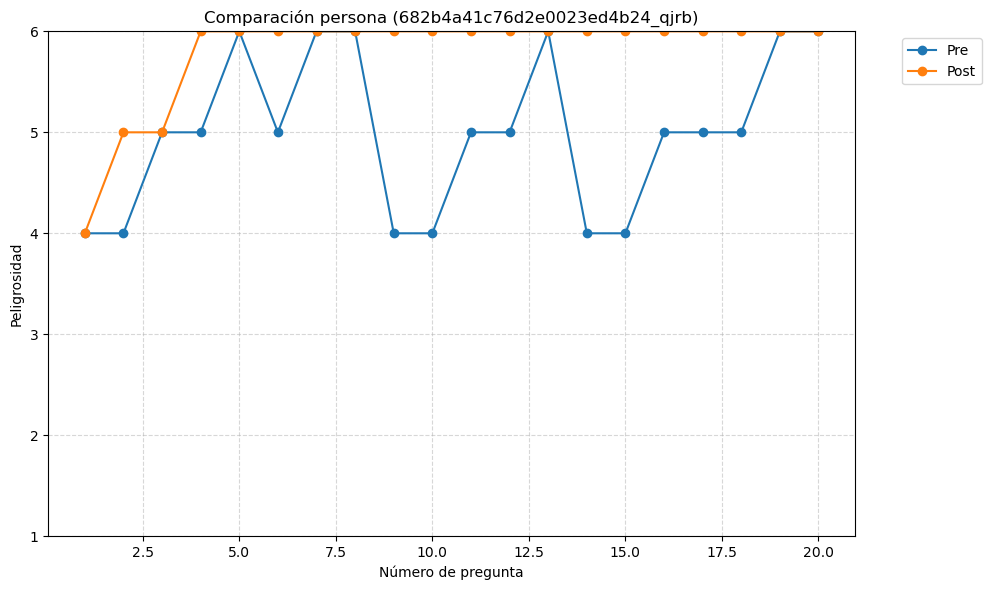 Comparación persona (682b4a41c76d2e0023ed4b24_qjrb)
Pre
Post
6
5
4
3
2
1
Peligrosidad
2.5 5.0 7.5 10.0 12.5 15.0 17.5 20.0
Número de pregunta